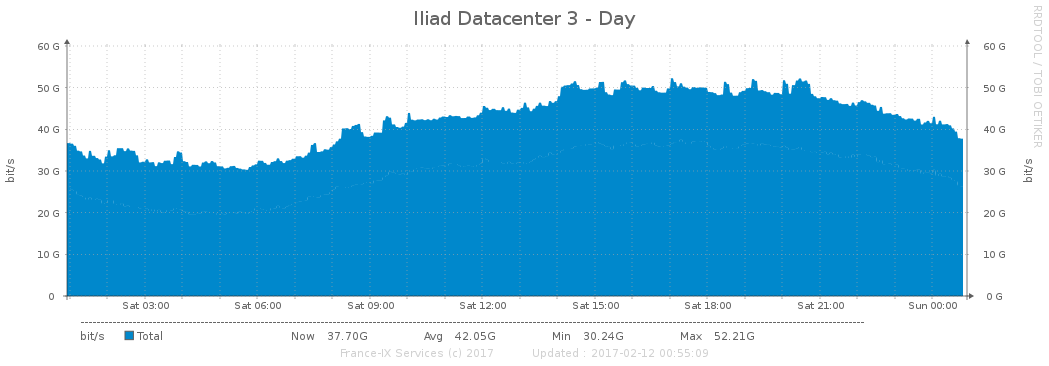 Iliad Datacenter 3 - Day
RRDTOOL / TOBI OETIKER
bit/s
60 G 60 G
50 G 50 G
40 G 40 G
30 G 30 G
20 G 20 G
10 G 10 G
0 0 G
bit/s
Sat 03:00 Sat 06:00 Sat 09:00 Sat 12:00 Sat 15:00 Sat 18:00 Sat 21:00 Sun 00:00
bit/s Total Now 37.70G Avg 42.05G Min 30.24G Max 52.21G
France-IX Services (c) 2017 Updated : 2017-02-12 00:55:09